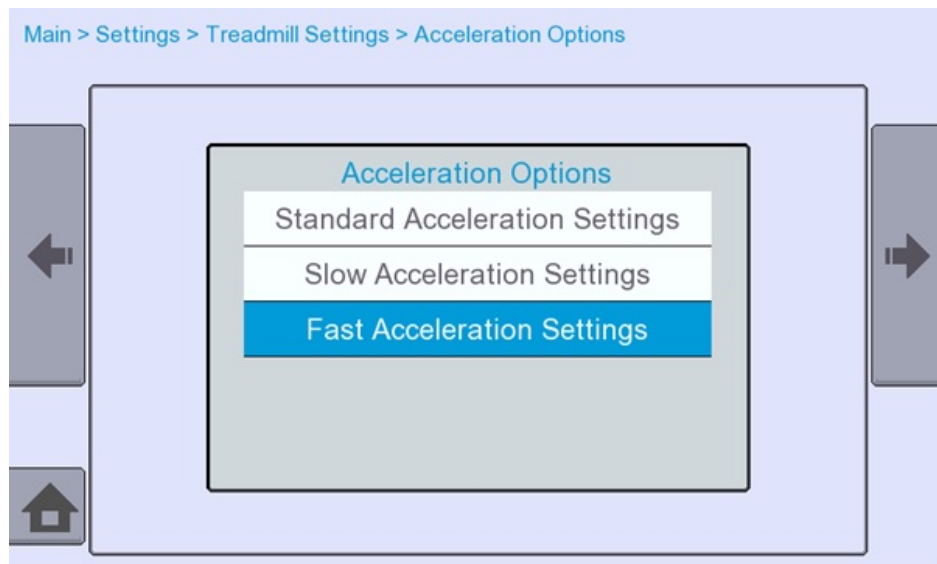 Main > Settings > Treadmill Settings > Acceleration Options
Acceleration Options
Standard Acceleration Settings
Slow Acceleration Settings
Fast Acceleration Settings